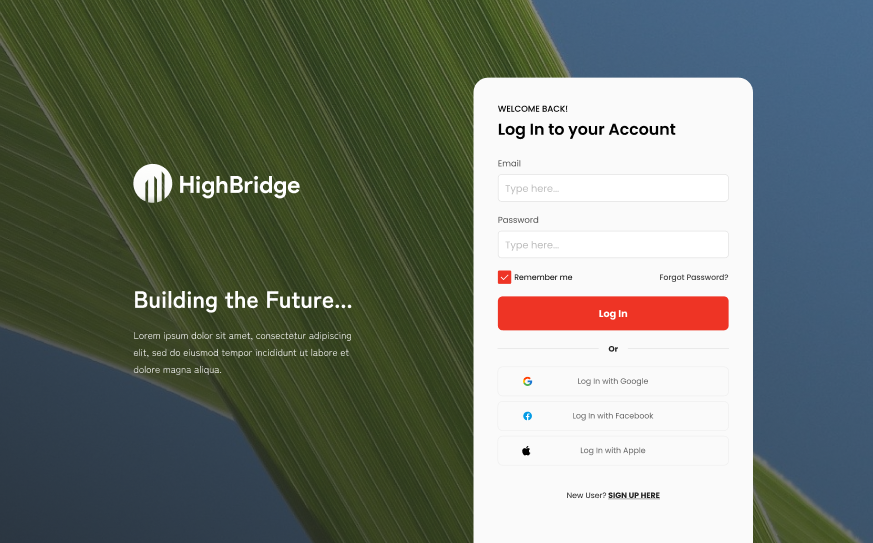 HighBridge
Building the Future...
Lorem ipsum dolor sit amet, consectetur adipiscing
elit, sed do eiusmod tempor incididunt ut labore et
dolore magna aliqua.
WELCOME BACK!
Log In to your Account
Email
Type here...
Password
Type here...
Remember me
Forgot Password?
Log In
Or
Log In with Google
Log In with Facebook
Log In with Apple
New User? SIGN UP HERE